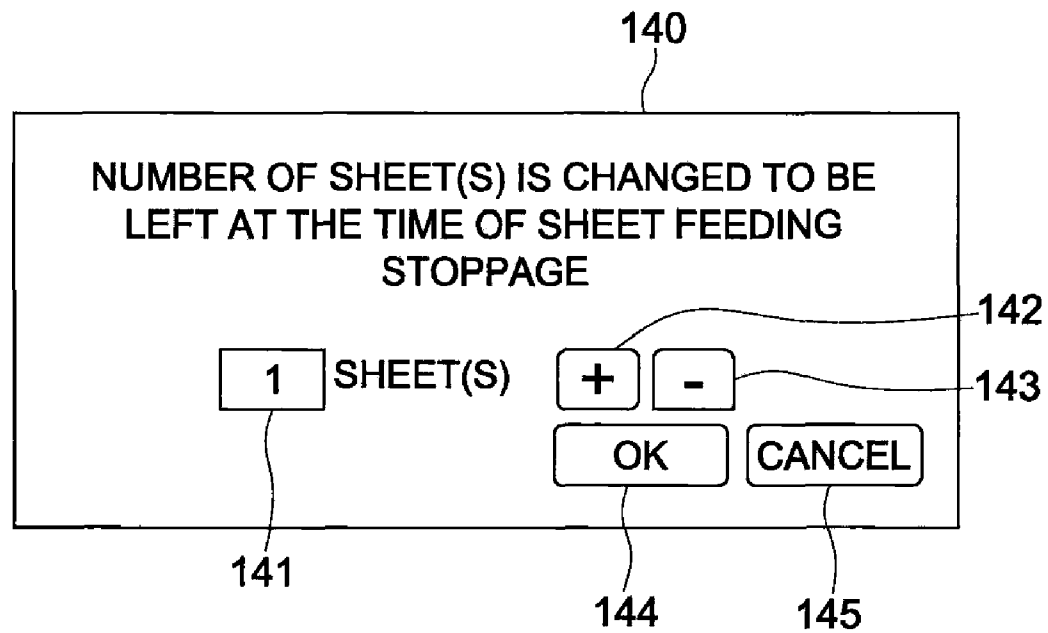 140
NUMBER OF SHEET(S) IS CHANGED TO BE
LEFT AT THE TIME OF SHEET FEEDING
STOPPAGE
142
1 SHEET(S) + -
143
OK CANCEL
141
144 145